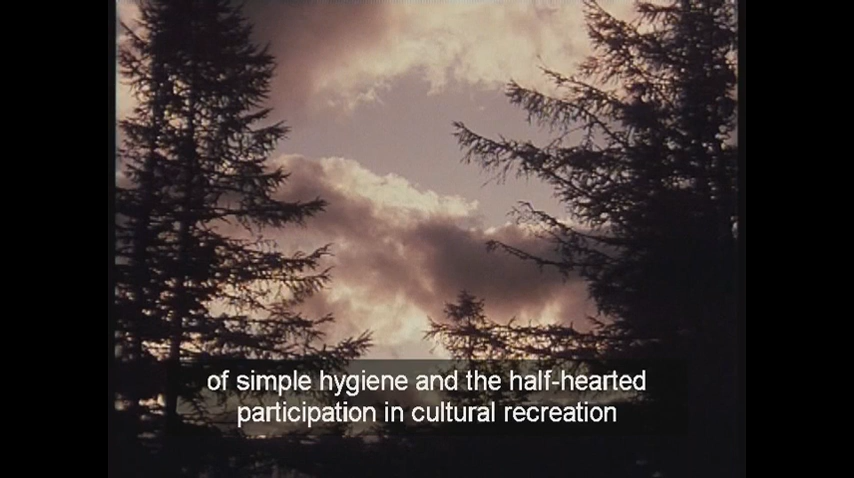 of simple hygiene and the half-hearted
participation in cultural recreation